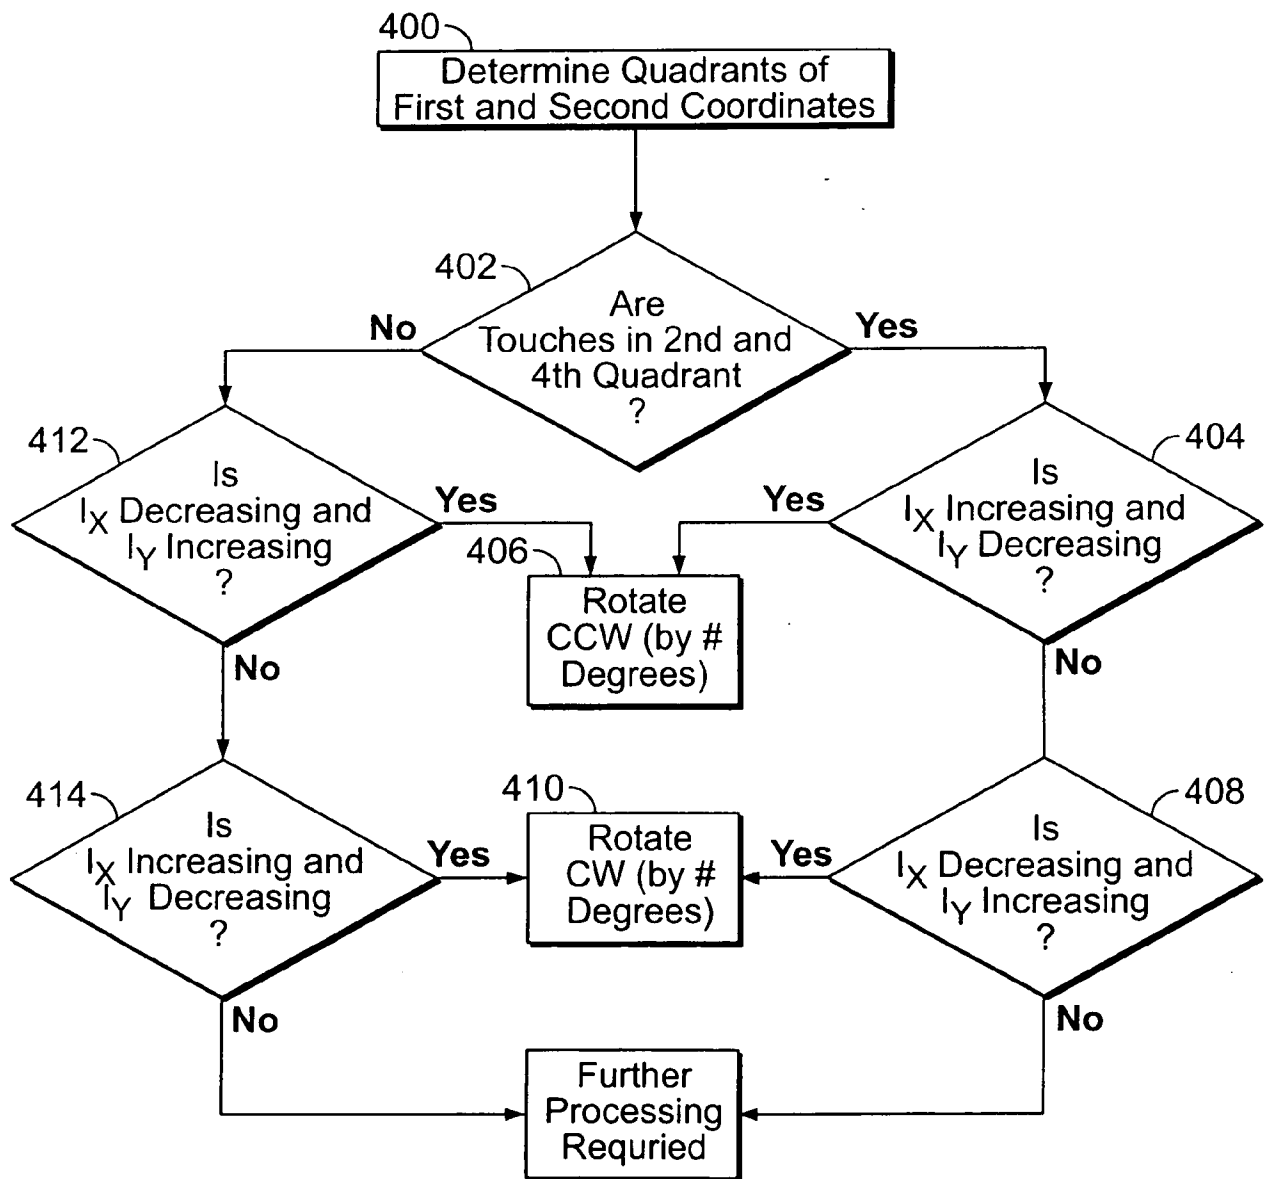 400
Determine Quadrants of
First and Second Coordinates
402
Are
Touches in 2nd and
4th Quadrant
?
No
Yes
412
Is
IX Decreasing and
IY Increasing
?
Yes
No
404
Is
IX Increasing and
IY Decreasing
?
Yes
No
406
Rotate
CCW (by #
Degrees)
414
Is
IX Increasing and
IY Decreasing
?
Yes
No
410
Rotate
CW (by #
Degrees)
408
Is
IX Decreasing and
IY Increasing
?
Yes
No
Further
Processing
Requried